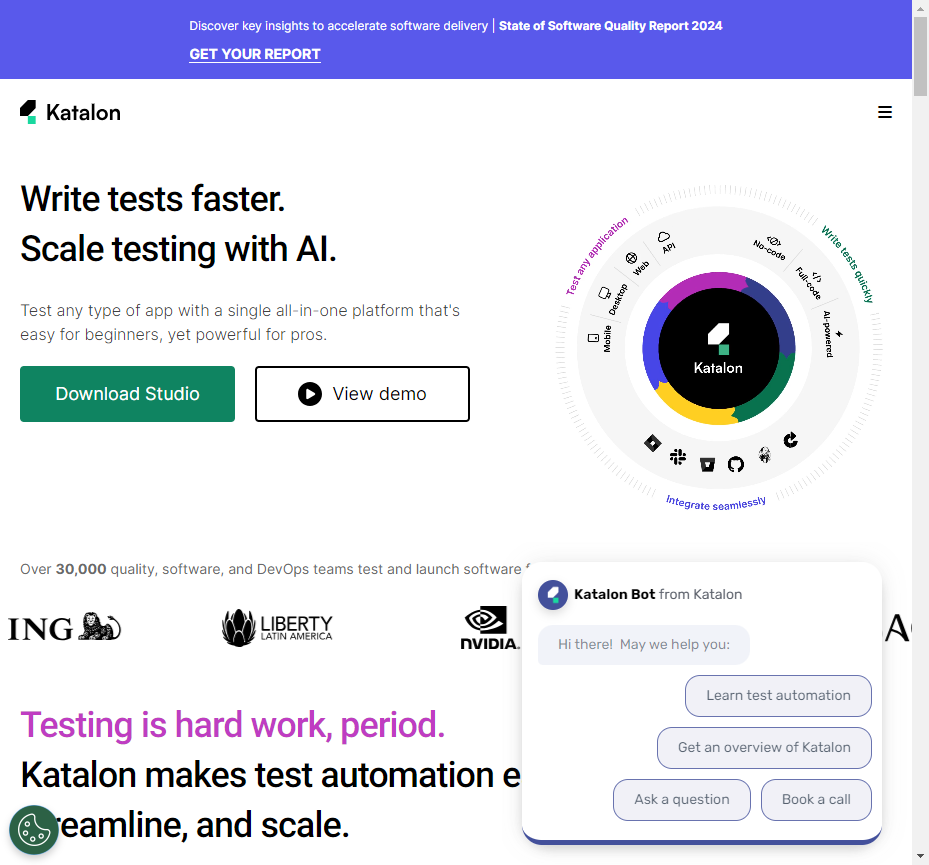 Discover key insights to accelerate software delivery | State of Software Quality Report 2024
GET YOUR REPORT
Katalon
Write tests faster.
Scale testing with AI.
Test any type of app with a single all-in-one platform that's
easy for beginners, yet powerful for pros.
Download Studio
View demo
Test any application
Write tests quickly
API
Web
Desktop
Mobile
No-code
Full-code
AI-powered
Katalon
Integrate seamlessly
Over 30,000 quality, software, and DevOps teams test and launch software
ING
LIBERTY
LATIN AMERICA
NVIDIA.
Katalon Bot from Katalon
Hi there! May we help you:
Learn test automation
Get an overview of Katalon
Ask a question
Book a call
Testing is hard work, period.
Katalon makes test automation e
reamline, and scale.